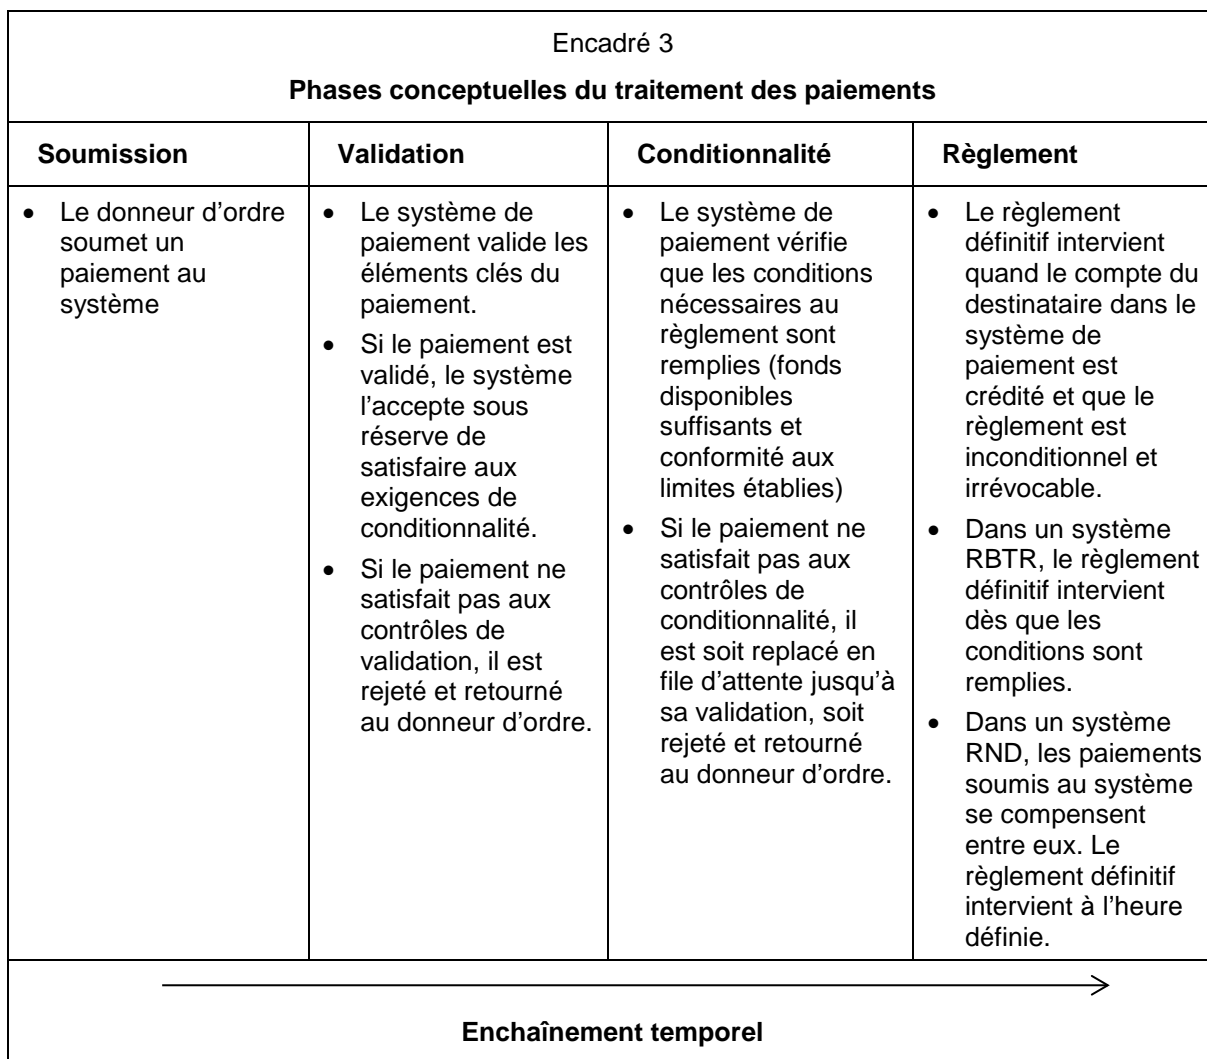 Encadré 3
Phases conceptuelles du traitement des paiements
Soumission
Validation
Conditionnalité
Règlement
• Le donneur d’ordre
soumet un
paiement au
système
• Le système de
paiement valide les
éléments clés du
paiement.
• Si le paiement est
validé, le système
l’accepte sous
réserve de
satisfaire aux
exigences de
conditionnalité.
• Si le paiement ne
satisfait pas aux
contrôles de
validation, il est
rejeté et retourné
au donneur d’ordre.
• Le système de
paiement vérifie
que les conditions
nécessaires au
règlement sont
remplies (fonds
disponibles
suffisants et
conformité aux
limites établies)
• Si le paiement ne
satisfait pas aux
contrôles de
conditionnalité, il
est soit replacé en
file d’attente jusqu’à
sa validation, soit
rejeté et retourné
au donneur d’ordre.
• Le règlement
définitif intervient
quand le compte du
destinataire dans le
système de
paiement est
crédité et que le
règlement est
inconditionnel et
irrévocable.
• Dans un système
RBTR, le règlement
définitif intervient
dès que les
conditions sont
remplies.
• Dans un système
RND, les paiements
soumis au système
se compensent
entre eux. Le
règlement définitif
intervient à l’heure
définie.
Enchaînement temporel